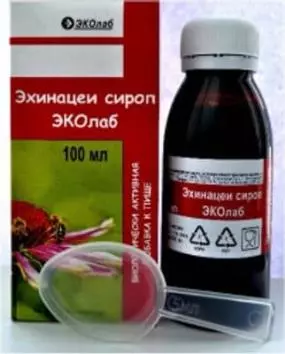 ЭКОлаб
Эхинацеи сироп
ЭКОлаб
100 мл
БИОЛОГИЧЕСКИ АКТИВНАЯ
ДОБАВКА К ПИЩЕ
Эхинацеи сироп
ЭКОлаб
5 МЛ